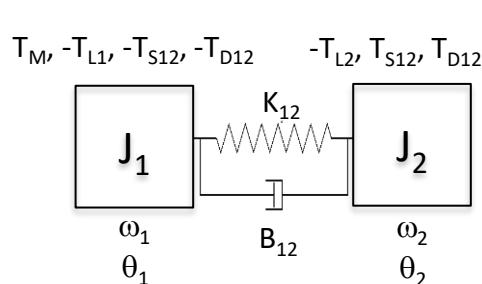 T_M, -T_L1, -T_S12, -T_D12
-T_L2, T_S12, T_D12
K_12
J_1
J_2
B_12
ω_1
θ_1
ω_2
θ_2